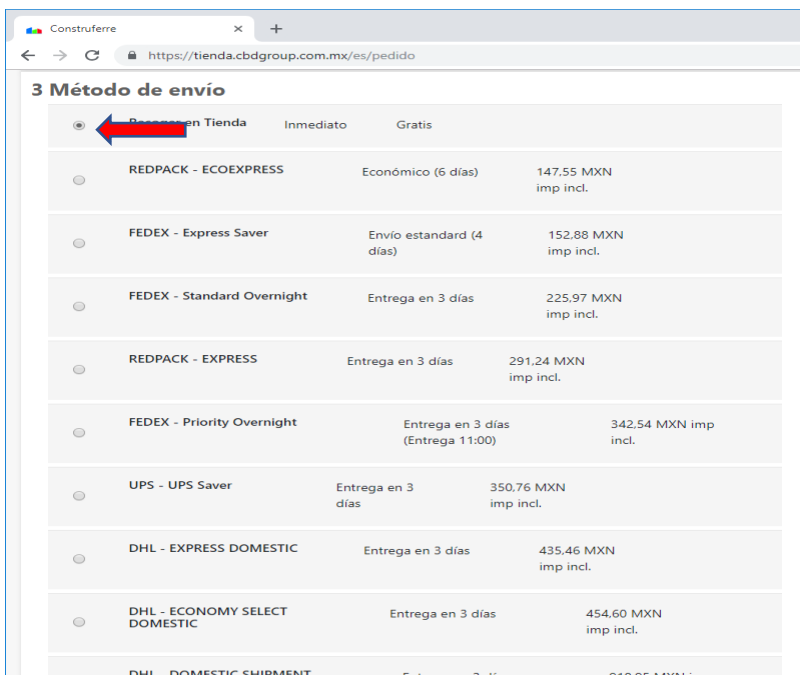 Construferre
https://tienda.cbdgroup.com.mx/es/pedido
3 Método de envío
en Tienda Inmediato Gratis
REDPACK - ECOEXPRESS Económico (6 días) 147,55 MXN
imp incl.
FEDEX - Express Saver Envío estandard (4 152,88 MXN
días) imp incl.
FEDEX - Standard Overnight Entrega en 3 días 225,97 MXN
imp incl.
REDPACK - EXPRESS Entrega en 3 días 291,24 MXN
imp incl.
FEDEX - Priority Overnight Entrega en 3 días 342,54 MXN imp
(Entrega 11:00) incl.
UPS - UPS Saver Entrega en 3 350,76 MXN
días imp incl.
DHL - EXPRESS DOMESTIC Entrega en 3 días 435,46 MXN
imp incl.
DHL - ECONOMY SELECT Entrega en 3 días 454,60 MXN
DOMESTIC imp incl.
DHL - DOMESTIC SHIPMENT